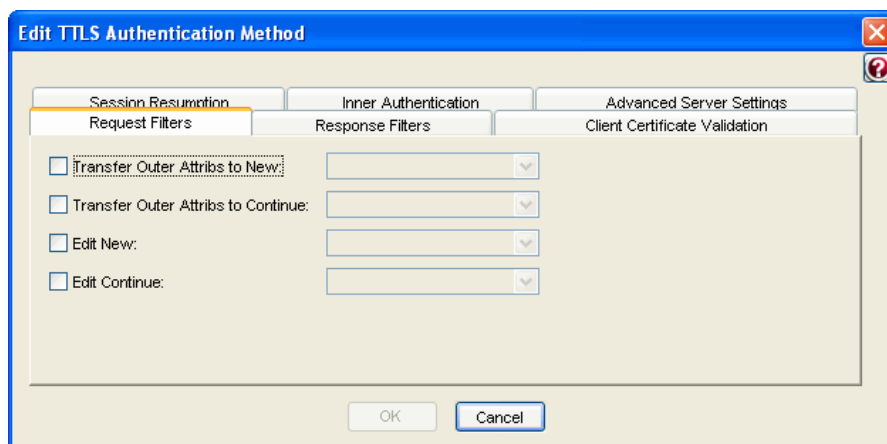 Edit TTLS Authentication Method
Session Resumption Inner Authentication Advanced Server Settings
Request Filters Response Filters Client Certificate Validation
Transfer Outer Attribs to New:
Transfer Outer Attribs to Continue:
Edit New:
Edit Continue:
OK Cancel